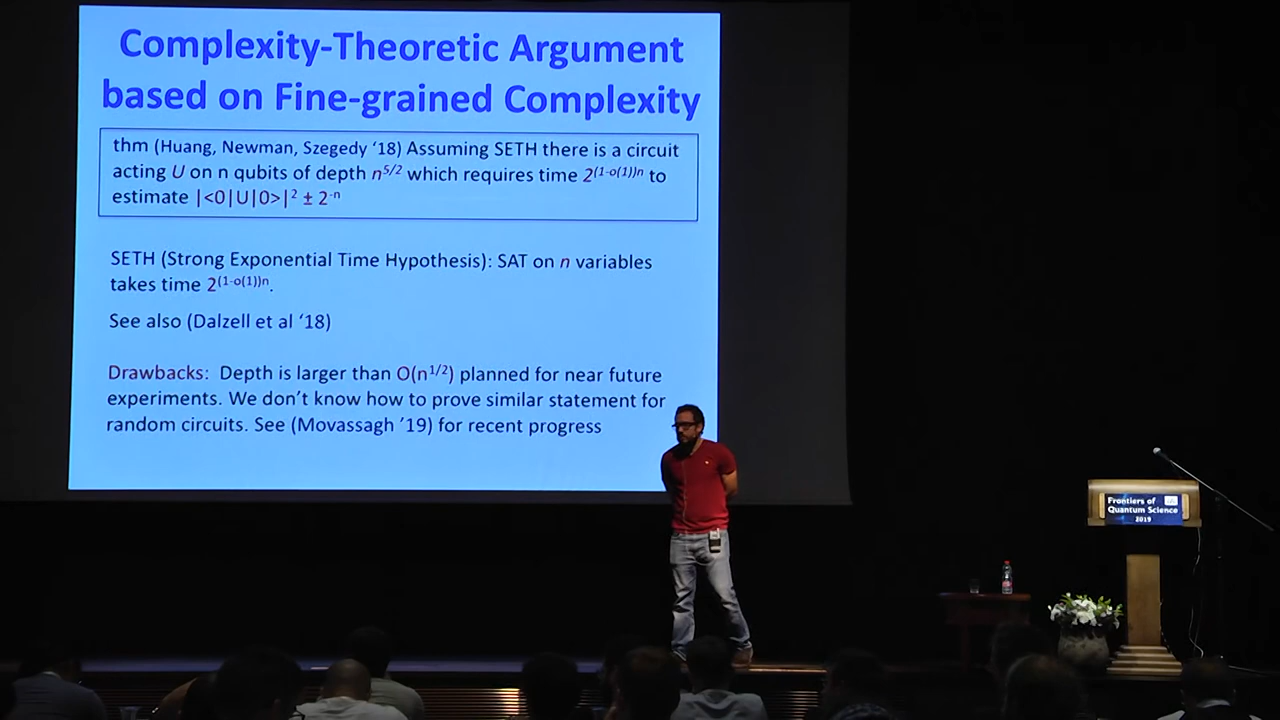 Complexity-Theoretic Argument
based on Fine-grained Complexity
thm (Huang, Newman, Szegedy ‘18) Assuming SETH there is a circuit
acting U on n qubits of depth n^5/2 which requires time 2^(1-o(1))n to
estimate |<0|U|0>|² ± 2^-n
SETH (Strong Exponential Time Hypothesis): SAT on n variables
takes time 2^(1-o(1))n.
See also (Dalzell et al ‘18)
Drawbacks: Depth is larger than O(n^1/2) planned for near future
experiments. We don’t know how to prove similar statement for
random circuits. See (Movassagh ’19) for recent progress
Frontiers of
Quantum Science
2019